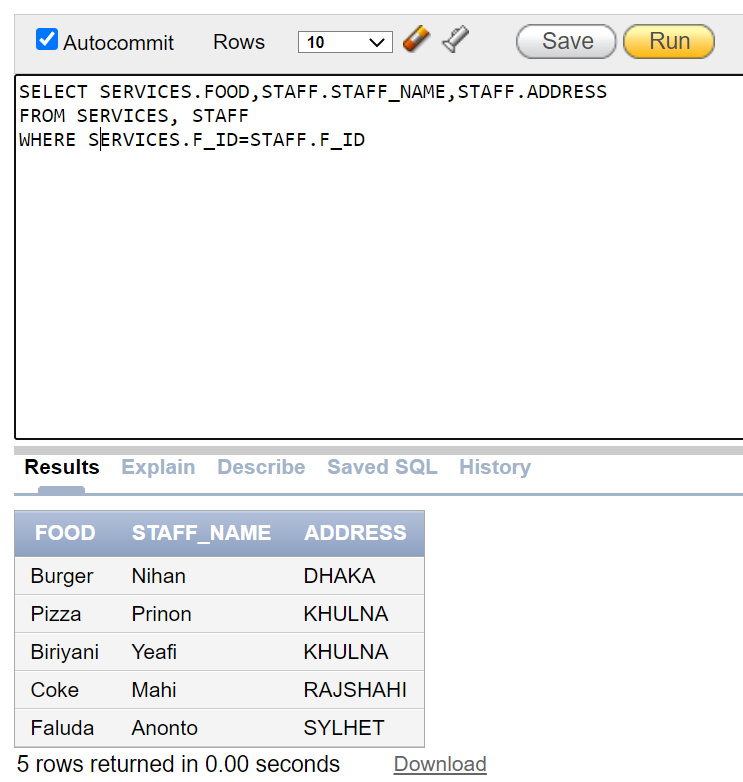 Autocommit Rows 10 Save Run
SELECT SERVICES.FOOD,STAFF.STAFF_NAME,STAFF.ADDRESS
FROM SERVICES, STAFF
WHERE SERVICES.F_ID=STAFF.F_ID
Results Explain Describe Saved SQL History
FOOD STAFF_NAME ADDRESS
Burger Nihan DHAKA
Pizza Prinon KHULNA
Biriyani Yeafi KHULNA
Coke Mahi RAJSHAHI
Faluda Anonto SYLHET
5 rows returned in 0.00 seconds Download